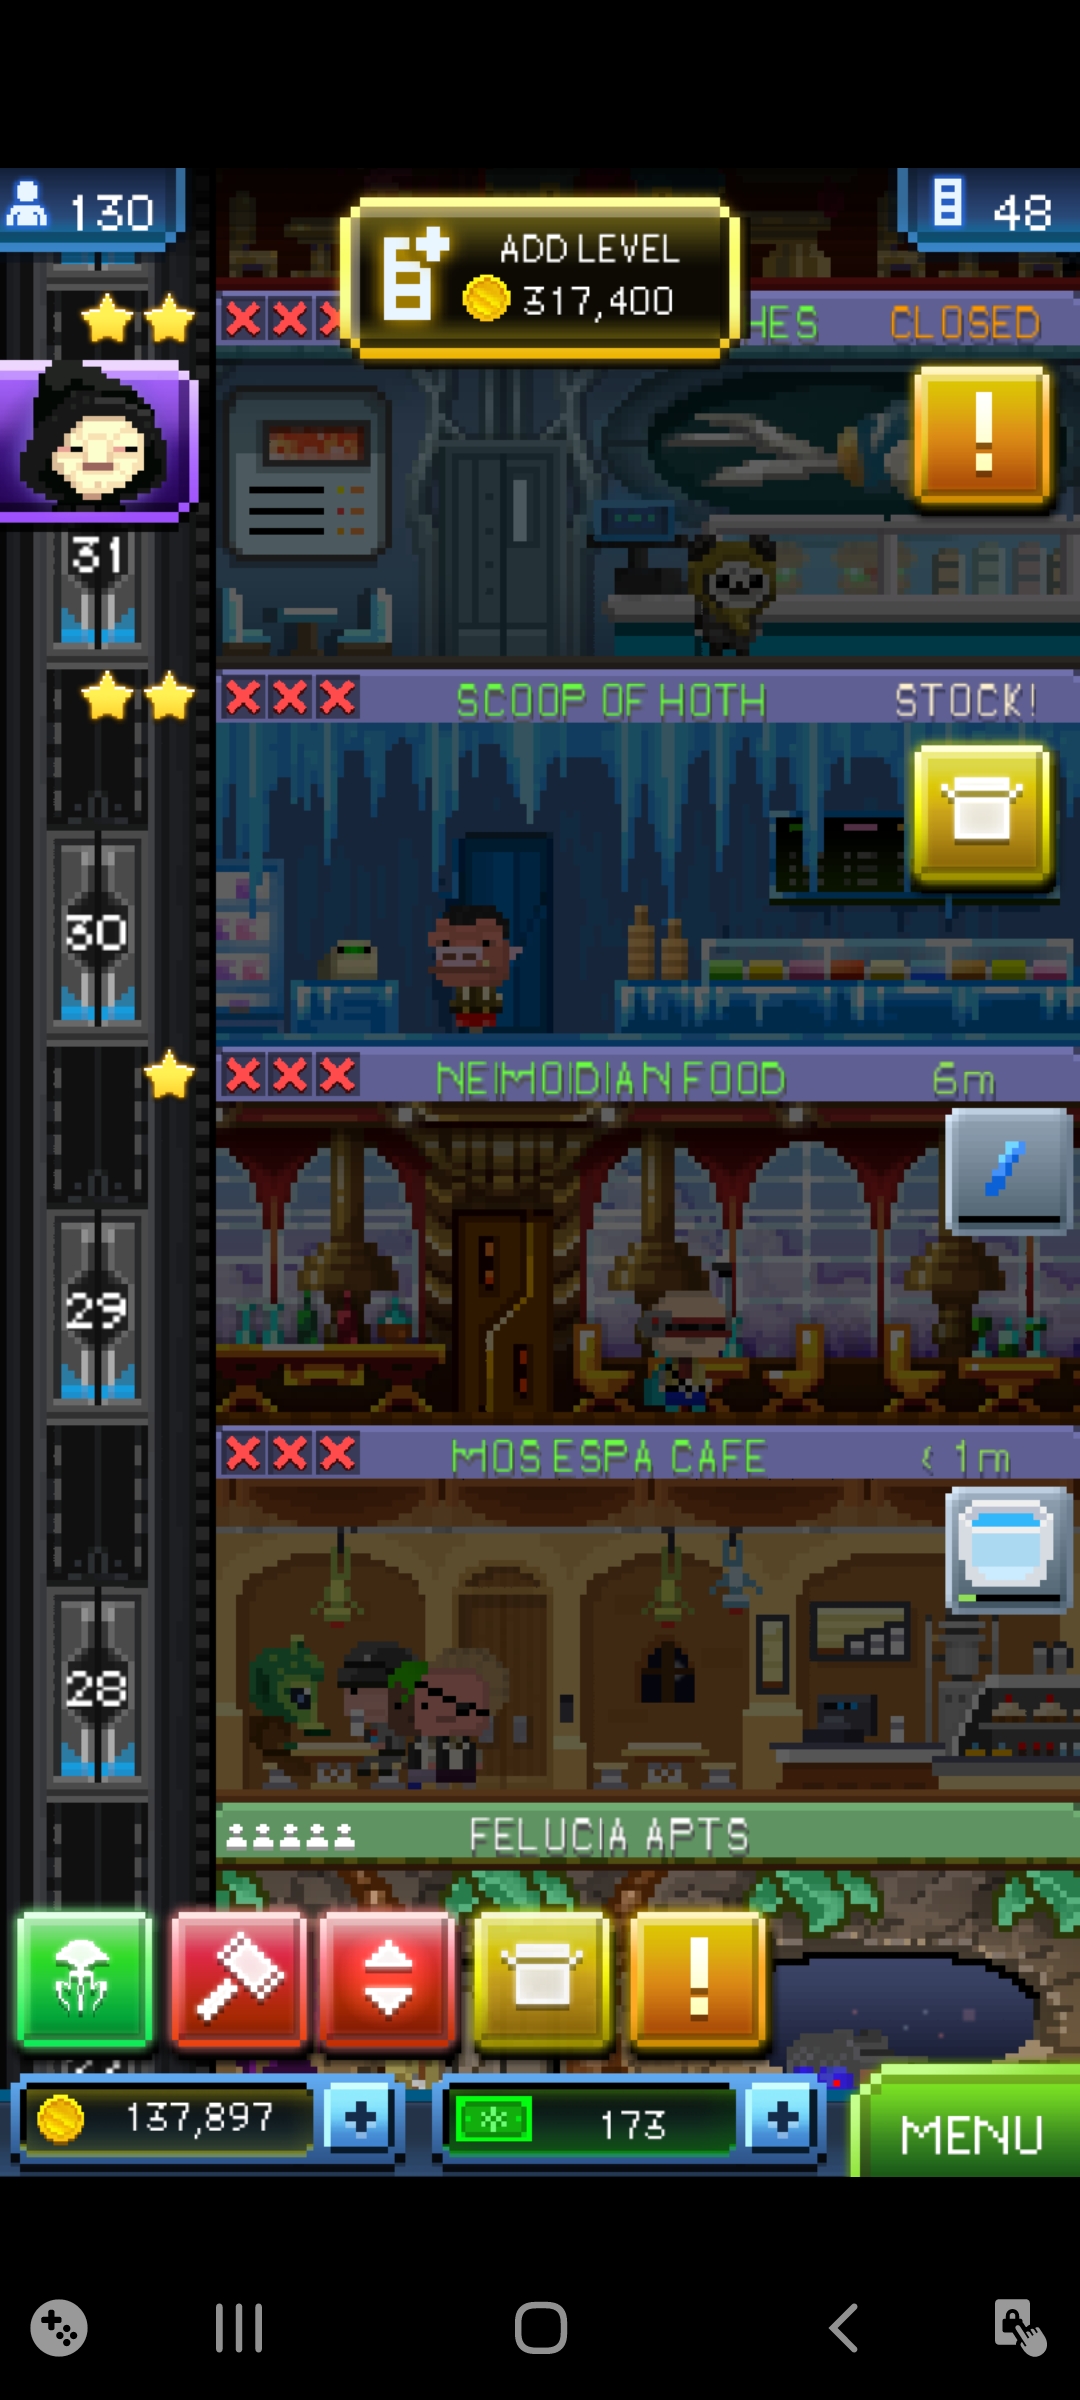 130
ADD LEVEL
317,400
48
HES
CLOSED
31
SCOOP OF HOTH
STOCK!
30
NEIMOIDIAN FOOD
6m
29
MOS ESPA CAFE
< 1m
28
FELUCIA APTS
137,897
173
MENU